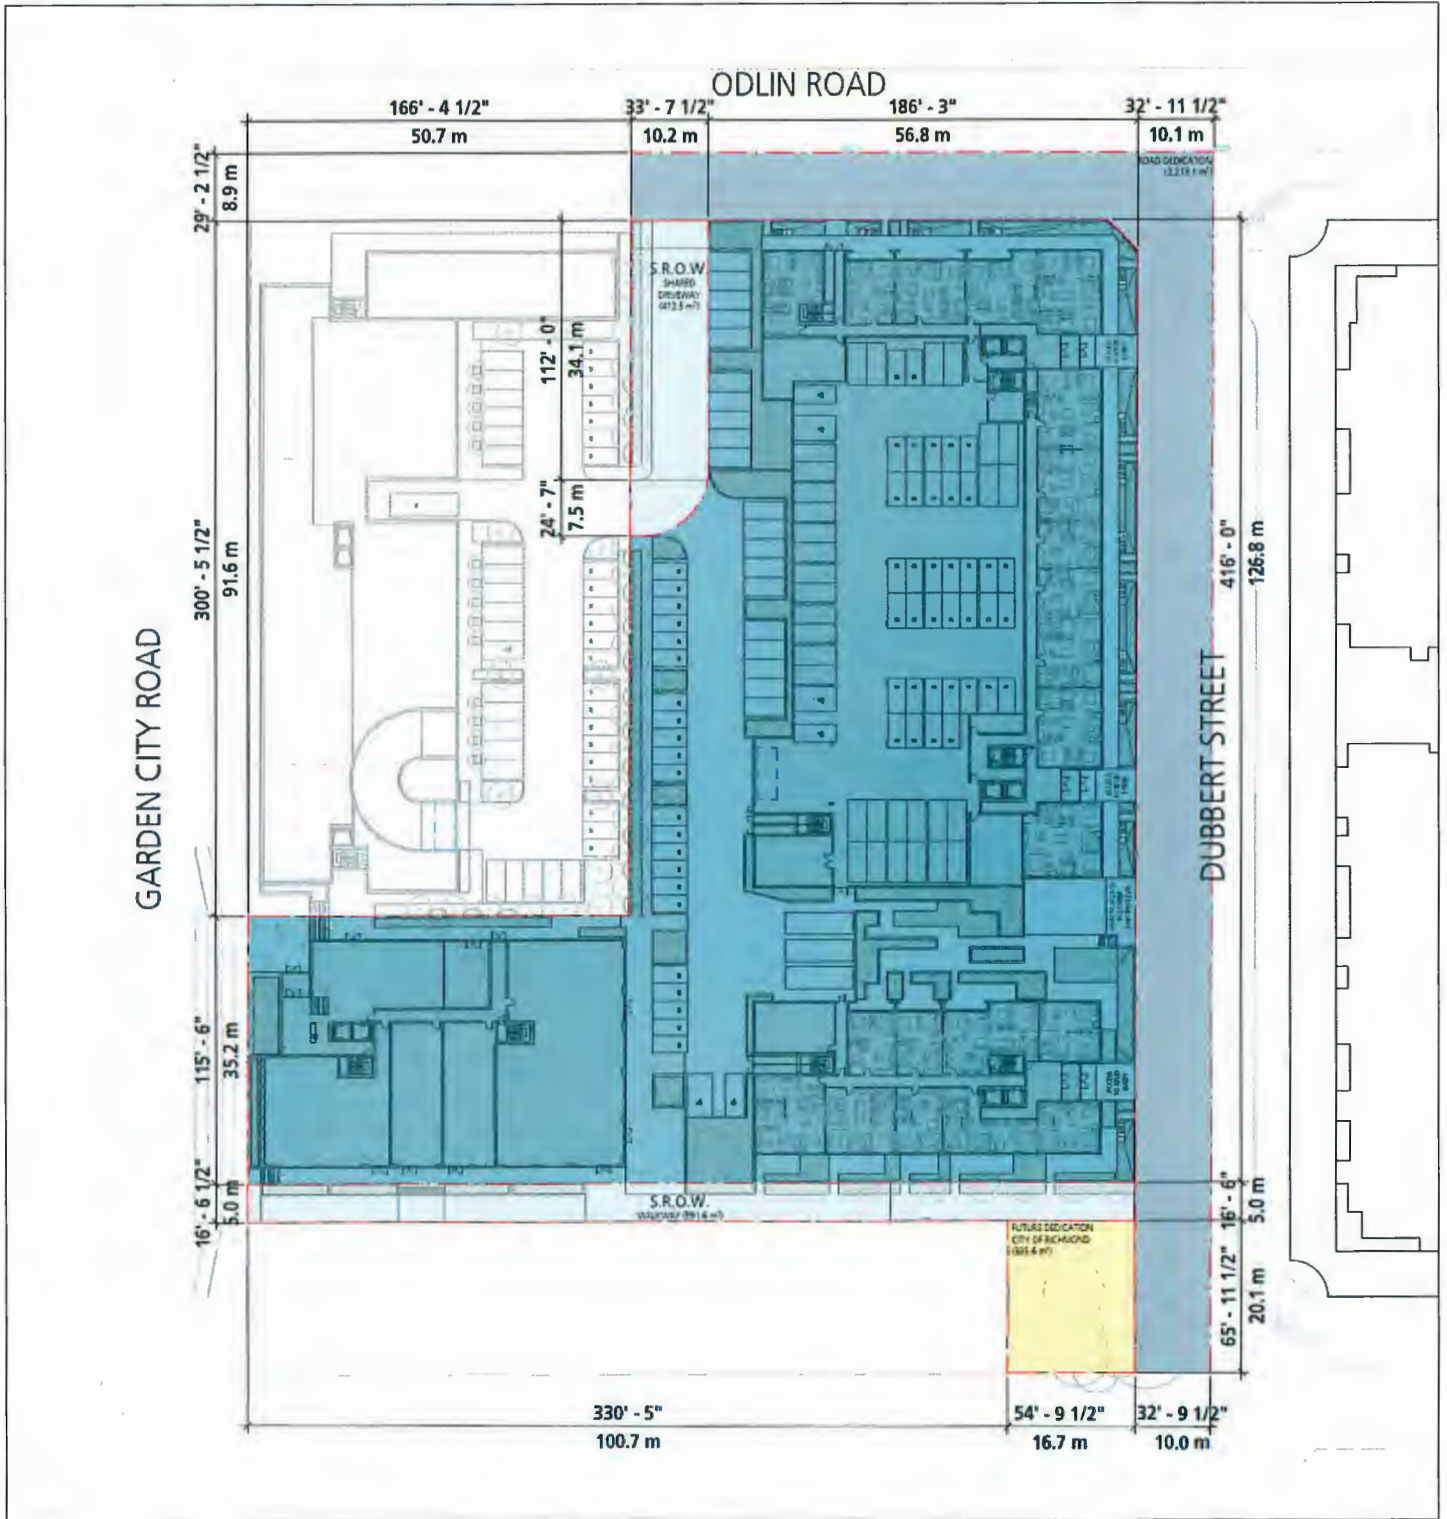 ODLIN ROAD
166' - 4 1/2"
33' - 7 1/2"
186' - 3"
32' - 11 1/2"
50.7 m
10.2 m
56.8 m
10.1 m
ROAD DEDICATION
29' - 2 1/2"
8.9 m
S.R.O.W.
SHARED
DRIVEWAY
112' - 0"
34.1 m
24' - 7"
7.5 m
300' - 5 1/2"
91.6 m
416' - 0"
126.8 m
GARDEN CITY ROAD
DUBBERT STREET
115' - 6"
35.2 m
16' - 6 1/2"
5.0 m
S.R.O.W.
WALKWAY
16' - 6"
5.0 m
FUTURE DEDICATION
CITY OF RICHMOND
65' - 11 1/2"
20.1 m
330' - 5"
54' - 9 1/2"
32' - 9 1/2"
100.7 m
16.7 m
10.0 m